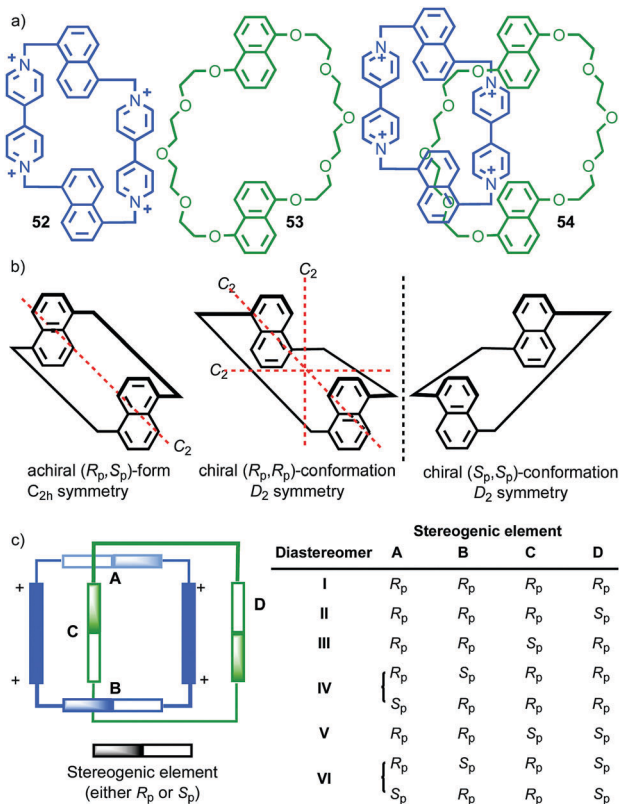 a)
52
53
54
b)
C2
C2
C2
C2
achiral (Rp,Sp)-form
C2h symmetry
chiral (Rp,Rp)-conformation
D2 symmetry
chiral (Sp,Sp)-conformation
D2 symmetry
c)
A
B
C
D
+
+
+
+
Stereogenic element
(either Rp or Sp)
Stereogenic element
Diastereomer A B C D
I Rp Rp Rp Rp
II Rp Rp Rp Sp
III Rp Rp Sp Rp
IV { Rp Sp Rp Rp
Sp Rp Rp Rp
V Rp Rp Sp Sp
VI { Rp Sp Rp Sp
Sp Rp Rp Sp